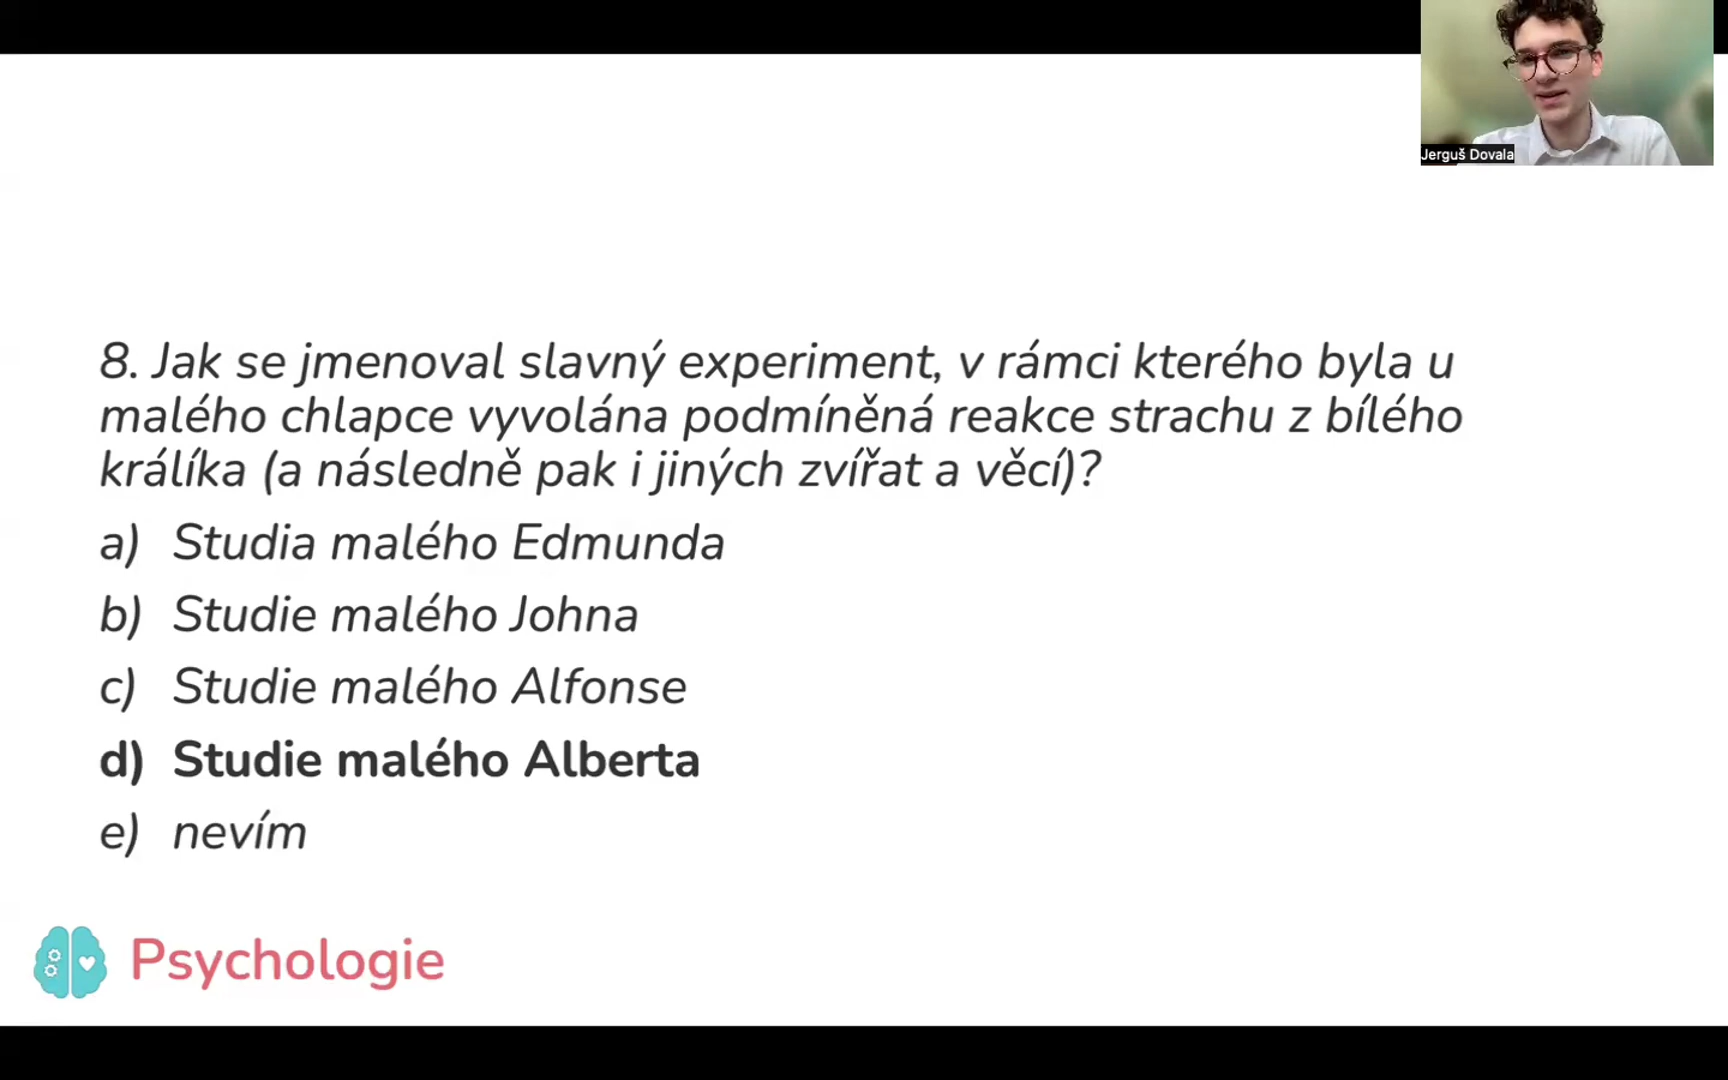 Jerguš Dovala
8. Jak se jmenoval slavný experiment, v rámci kterého byla u
malého chlapce vyvolána podmíněná reakce strachu z bílého
králíka (a následně pak i jiných zvířat a věcí)?
a) Studia malého Edmunda
b) Studie malého Johna
c) Studie malého Alfonse
d) Studie malého Alberta
e) nevím
Psychologie